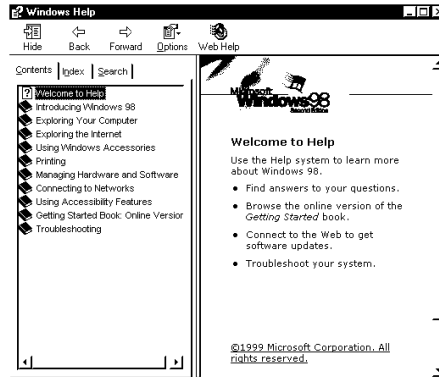 Windows Help
Hide Back Forward Options Web Help
Contents Index Search
Welcome to Help
Introducing Windows 98
Exploring Your Computer
Exploring the Internet
Using Windows Accessories
Printing
Managing Hardware and Software
Connecting to Networks
Using Accessibility Features
Getting Started Book: Online Version
Troubleshooting
Microsoft
Windows98
Second Edition
Welcome to Help
Use the Help system to learn more
about Windows 98.
• Find answers to your questions.
• Browse the online version of the
Getting Started book.
• Connect to the Web to get
software updates.
• Troubleshoot your system.
©1999 Microsoft Corporation. All
rights reserved.